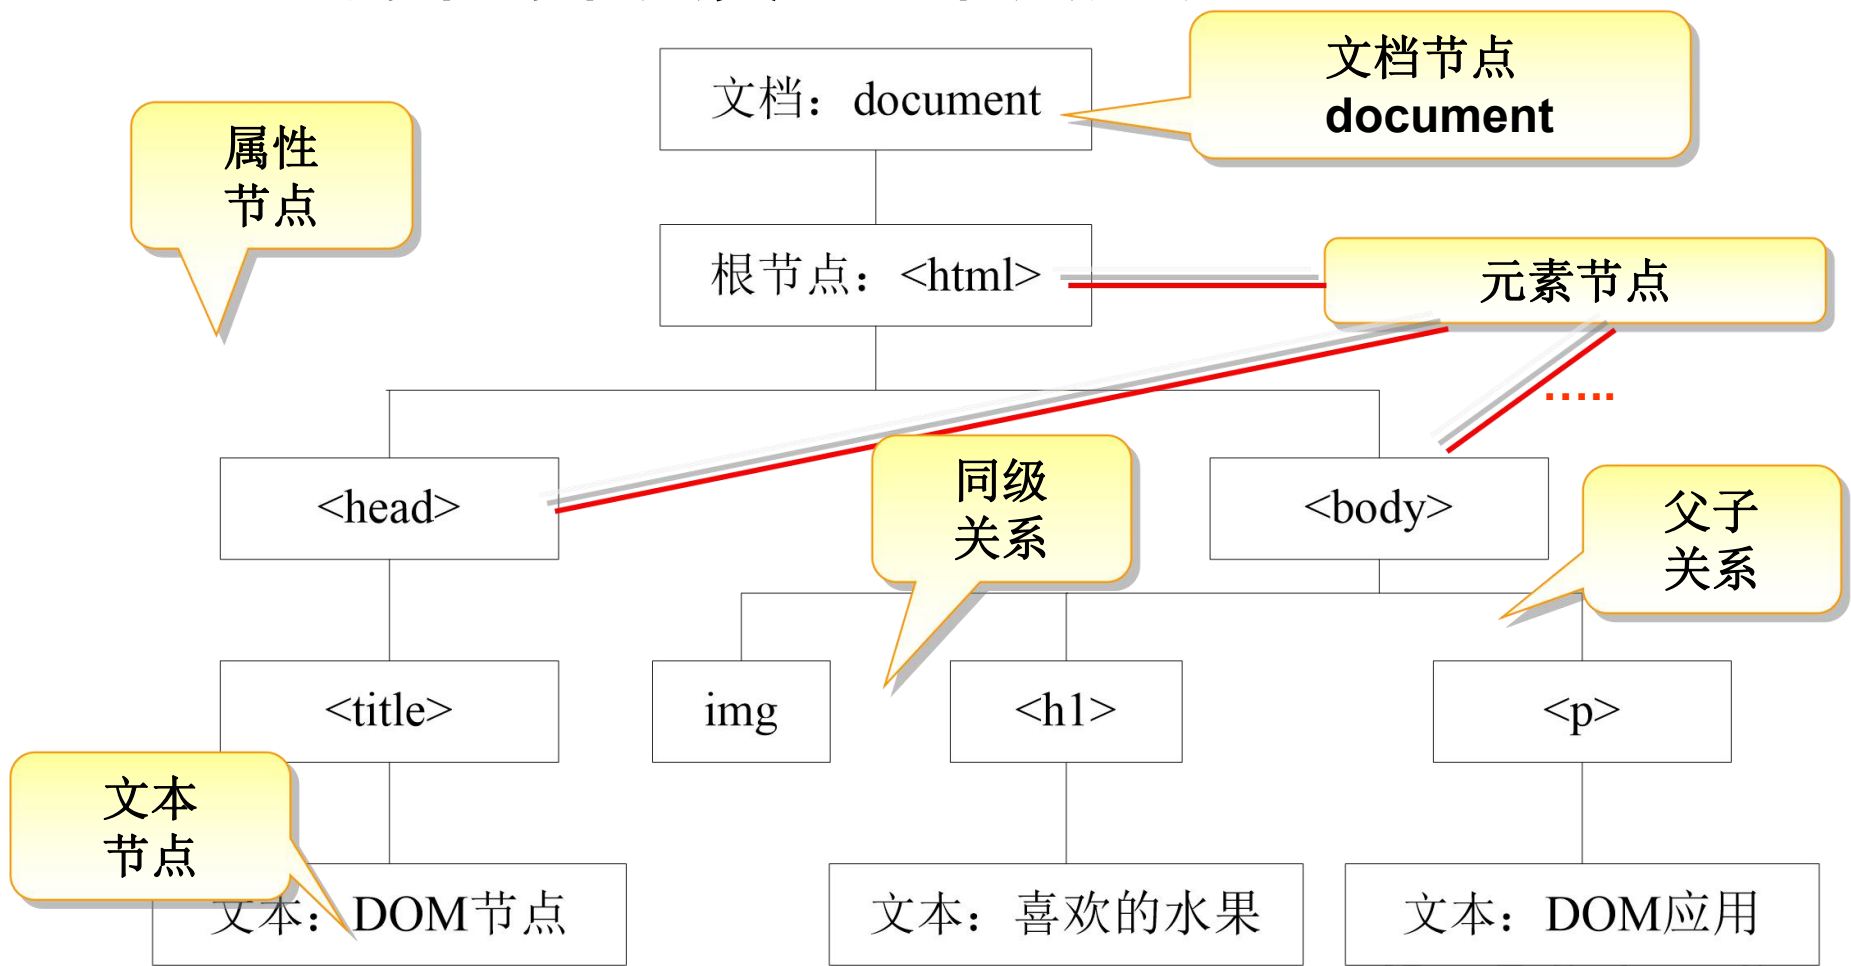 文档：document
文档节点
document
属性
节点
根节点：<html>
元素节点
.....
<head>
同级
关系
<body>
父子
关系
<title>
img
<h1>
<p>
文本
节点
文本：DOM节点
文本：喜欢的水果
文本：DOM应用